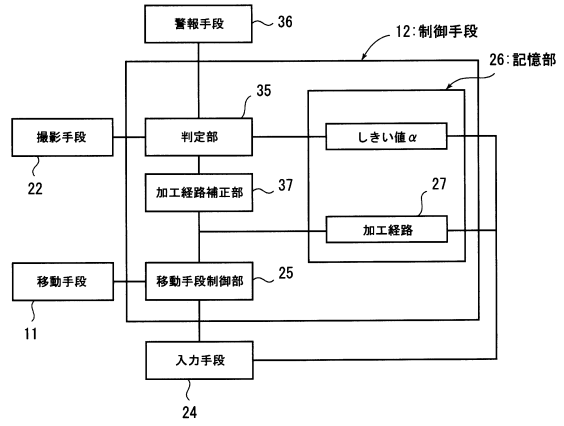 警報手段
36
12:制御手段
26:記憶部
35
撮影手段
判定部
しきい値α
22
37
27
加工経路補正部
加工経路
移動手段
移動手段制御部
25
11
入力手段
24